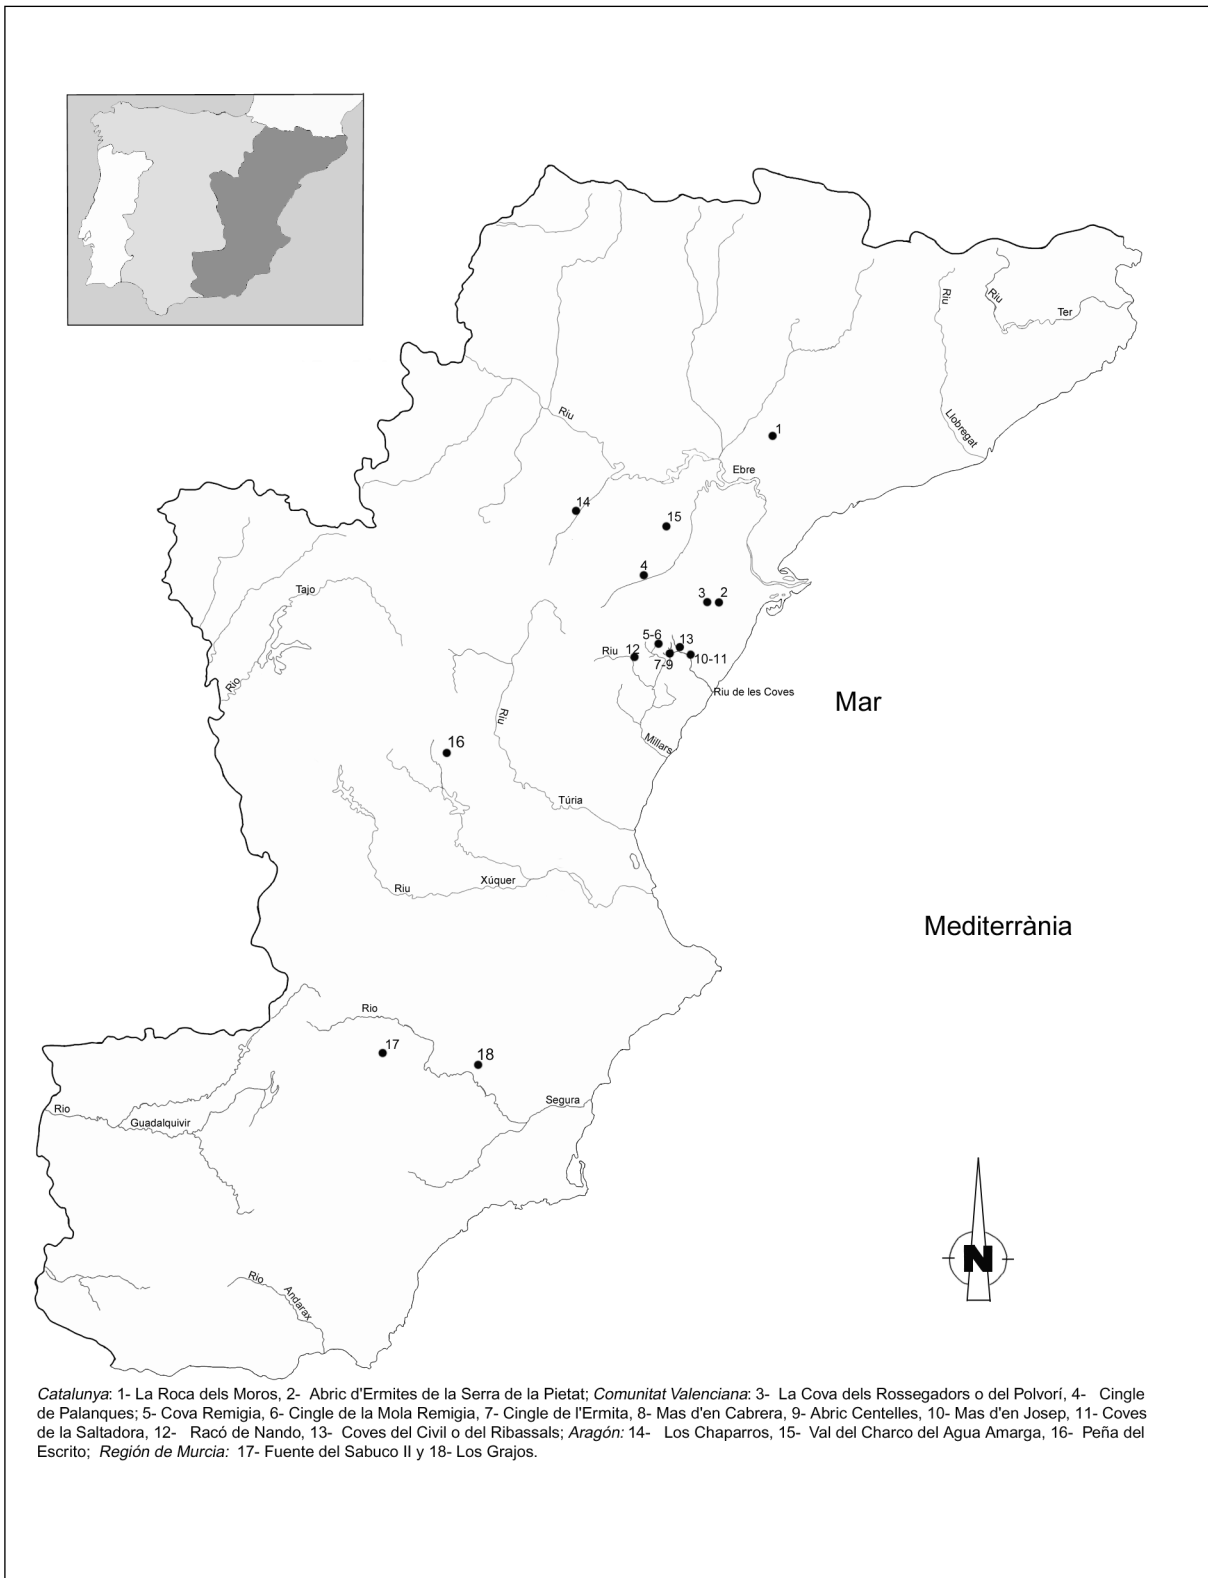 Riu
Riu
Ter
Llobregat
Riu
1
Ebre
14
15
4
3
2
Tajo
Rio
5-6
13
Riu
12
7-9
10-11
Riu de les Coves
Mar
Riu
Millars
16
Túria
Riu
Xúquer
Mediterrània
Rio
17
18
Segura
Rio
Guadalquivir
N
Rio
Andarax
Catalunya: 1- La Roca dels Moros, 2- Abric d'Ermites de la Serra de la Pietat; Comunitat Valenciana: 3- La Cova dels Rossegadors o del Polvorí, 4- Cingle
de Palanques; 5- Cova Remigia, 6- Cingle de la Mola Remigia, 7- Cingle de l'Ermita, 8- Mas d'en Cabrera, 9- Abric Centelles, 10- Mas d'en Josep, 11- Coves
de la Saltadora, 12- Racó de Nando, 13- Coves del Civil o del Ribassals; Aragón: 14- Los Chaparros, 15- Val del Charco del Agua Amarga, 16- Peña del
Escrito; Región de Murcia: 17- Fuente del Sabuco II y 18- Los Grajos.